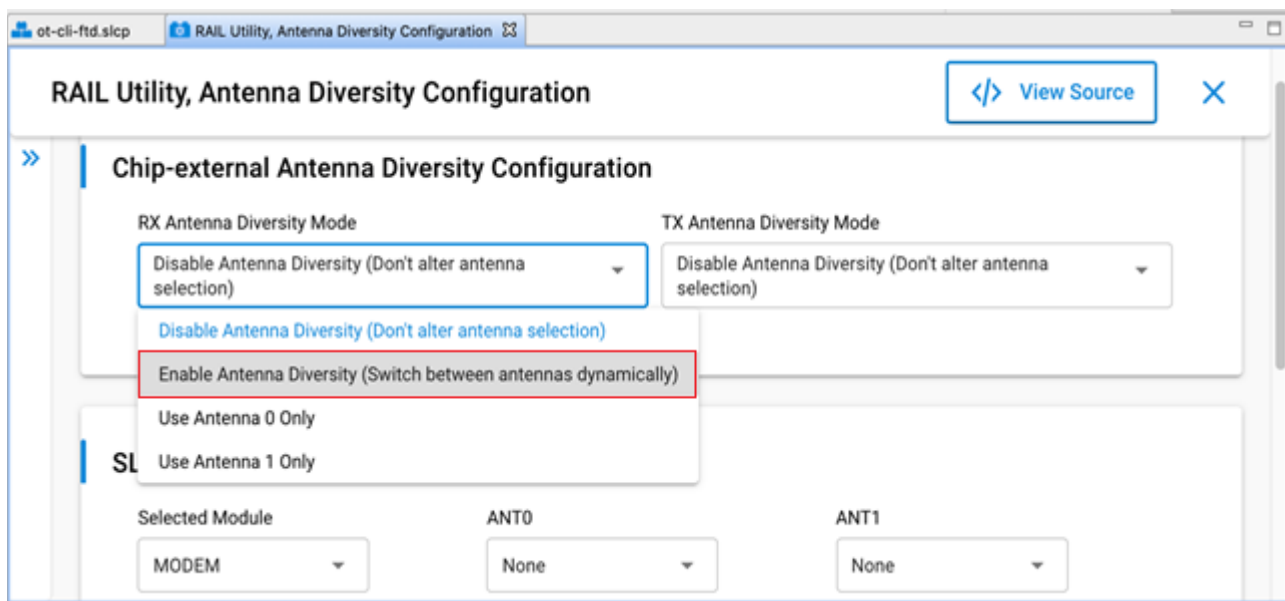 ot-cli-ftd.slcp
RAIL Utility, Antenna Diversity Configuration
RAIL Utility, Antenna Diversity Configuration
</> View Source
Chip-external Antenna Diversity Configuration
RX Antenna Diversity Mode
TX Antenna Diversity Mode
Disable Antenna Diversity (Don't alter antenna
selection)
Disable Antenna Diversity (Don't alter antenna
selection)
Disable Antenna Diversity (Don't alter antenna selection)
Enable Antenna Diversity (Switch between antennas dynamically)
Use Antenna 0 Only
Use Antenna 1 Only
SL
Selected Module
ANT0
ANT1
MODEM
None
None